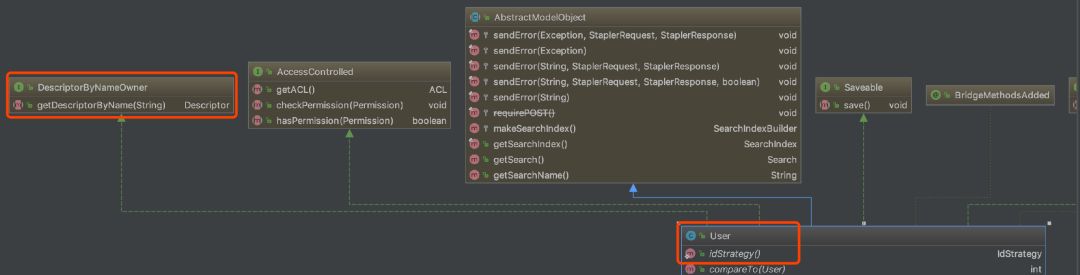 AbstractModelObject
sendError(Exception, StaplerRequest, StaplerResponse) void
sendError(Exception) void
sendError(String, StaplerRequest, StaplerResponse) void
sendError(String, StaplerRequest, StaplerResponse, boolean) void
sendError(String) void
requirePOST() void
makeSearchIndex() SearchIndexBuilder
getSearchIndex() SearchIndex
getSearch() Search
getSearchName() String
AccessControlled
getACL() ACL
checkPermission(Permission) void
hasPermission(Permission) boolean
DescriptorByNameOwner
getDescriptorByName(String) Descriptor
Saveable
save() void
BridgeMethodsAdded
User
idStrategy() IdStrategy
compareTo(User) int